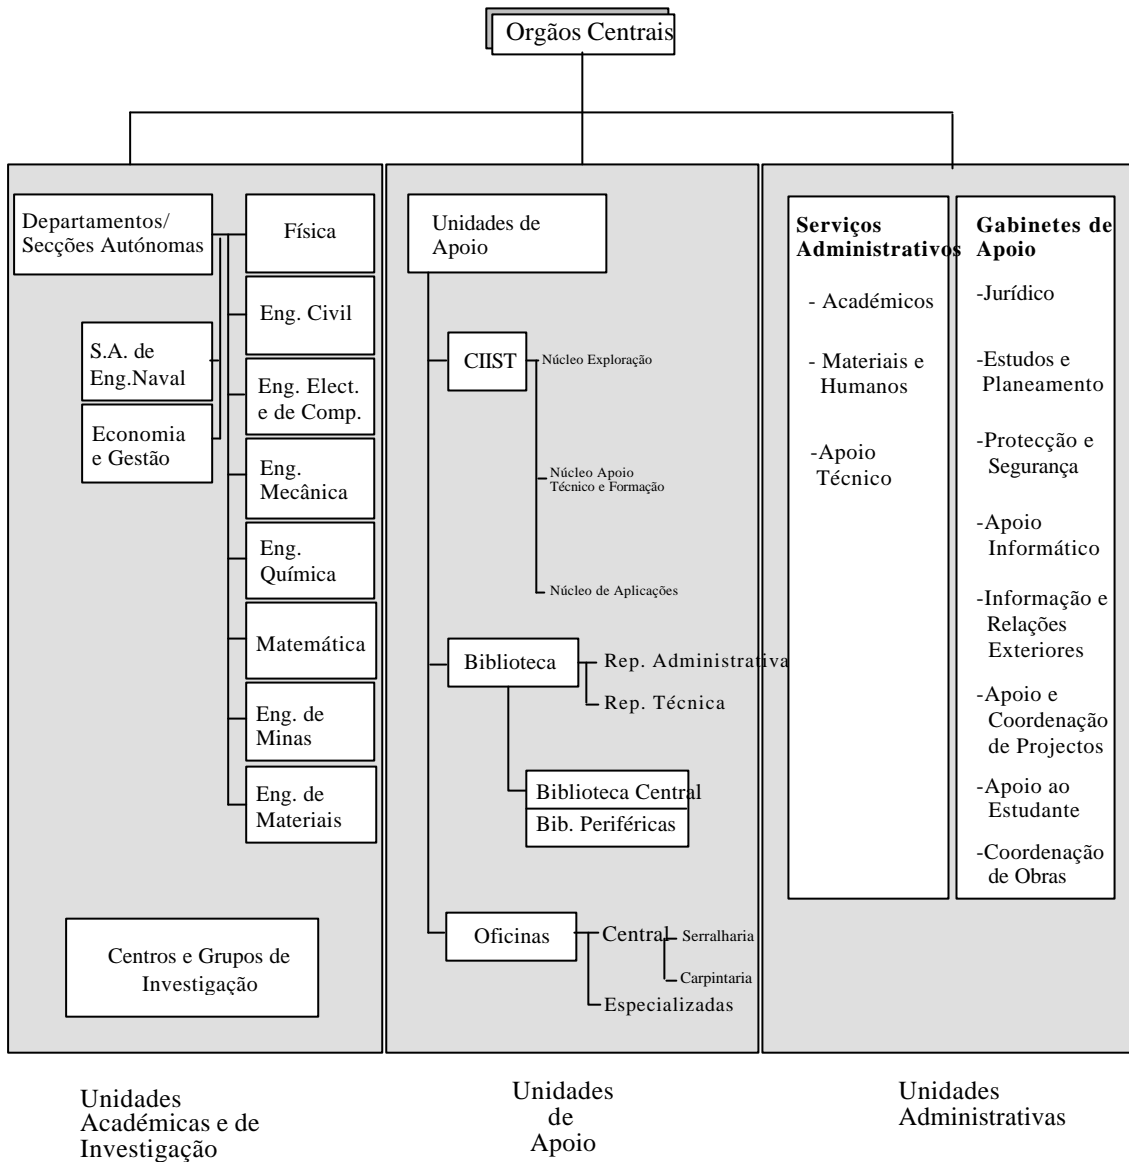 Orgãos Centrais
Departamentos/
Secções Autónomas
S.A. de
Eng.Naval
Economia
e Gestão
Física
Eng. Civil
Eng. Elect.
e de Comp.
Eng.
Mecânica
Eng.
Química
Matemática
Eng. de
Minas
Eng. de
Materiais
Centros e Grupos de
Investigação
Unidades de
Apoio
CIIST
Núcleo Exploração
Núcleo Apoio
Técnico e Formação
Núcleo de Aplicações
Biblioteca
Rep. Administrativa
Rep. Técnica
Biblioteca Central
Bib. Periféricas
Oficinas
Central
Serralharia
Carpintaria
Especializadas
Serviços
Administrativos
- Académicos
- Materiais e
Humanos
-Apoio
Técnico
Gabinetes de
Apoio
-Jurídico
-Estudos e
Planeamento
-Protecção e
Segurança
-Apoio
Informático
-Informação e
Relações
Exteriores
-Apoio e
Coordenação
de Projectos
-Apoio ao
Estudante
-Coordenação
de Obras
Unidades
Académicas e de
Investigação
Unidades
de
Apoio
Unidades
Administrativas